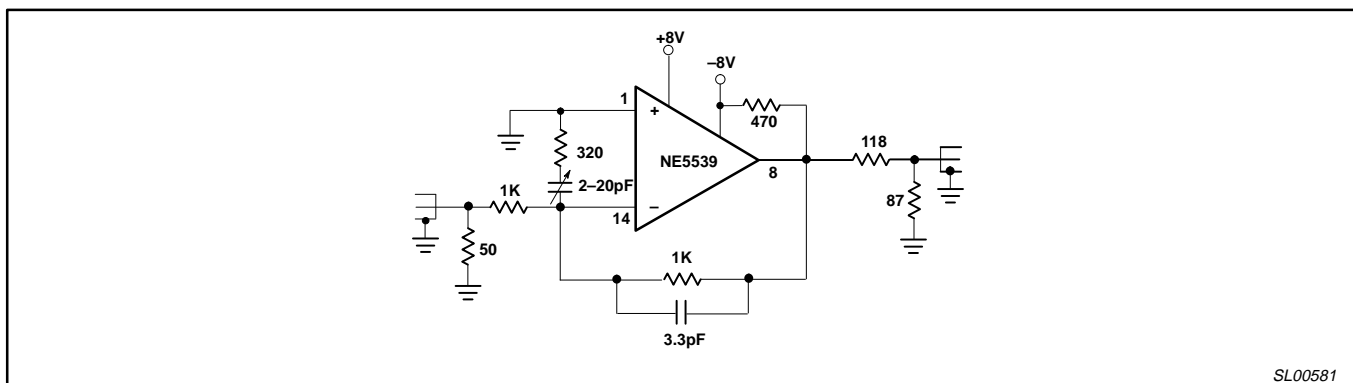 +8V
–8V
1
+
470
320
118
NE5539
8
2–20pF
1K
87
14
–
50
1K
3.3pF
SL00581